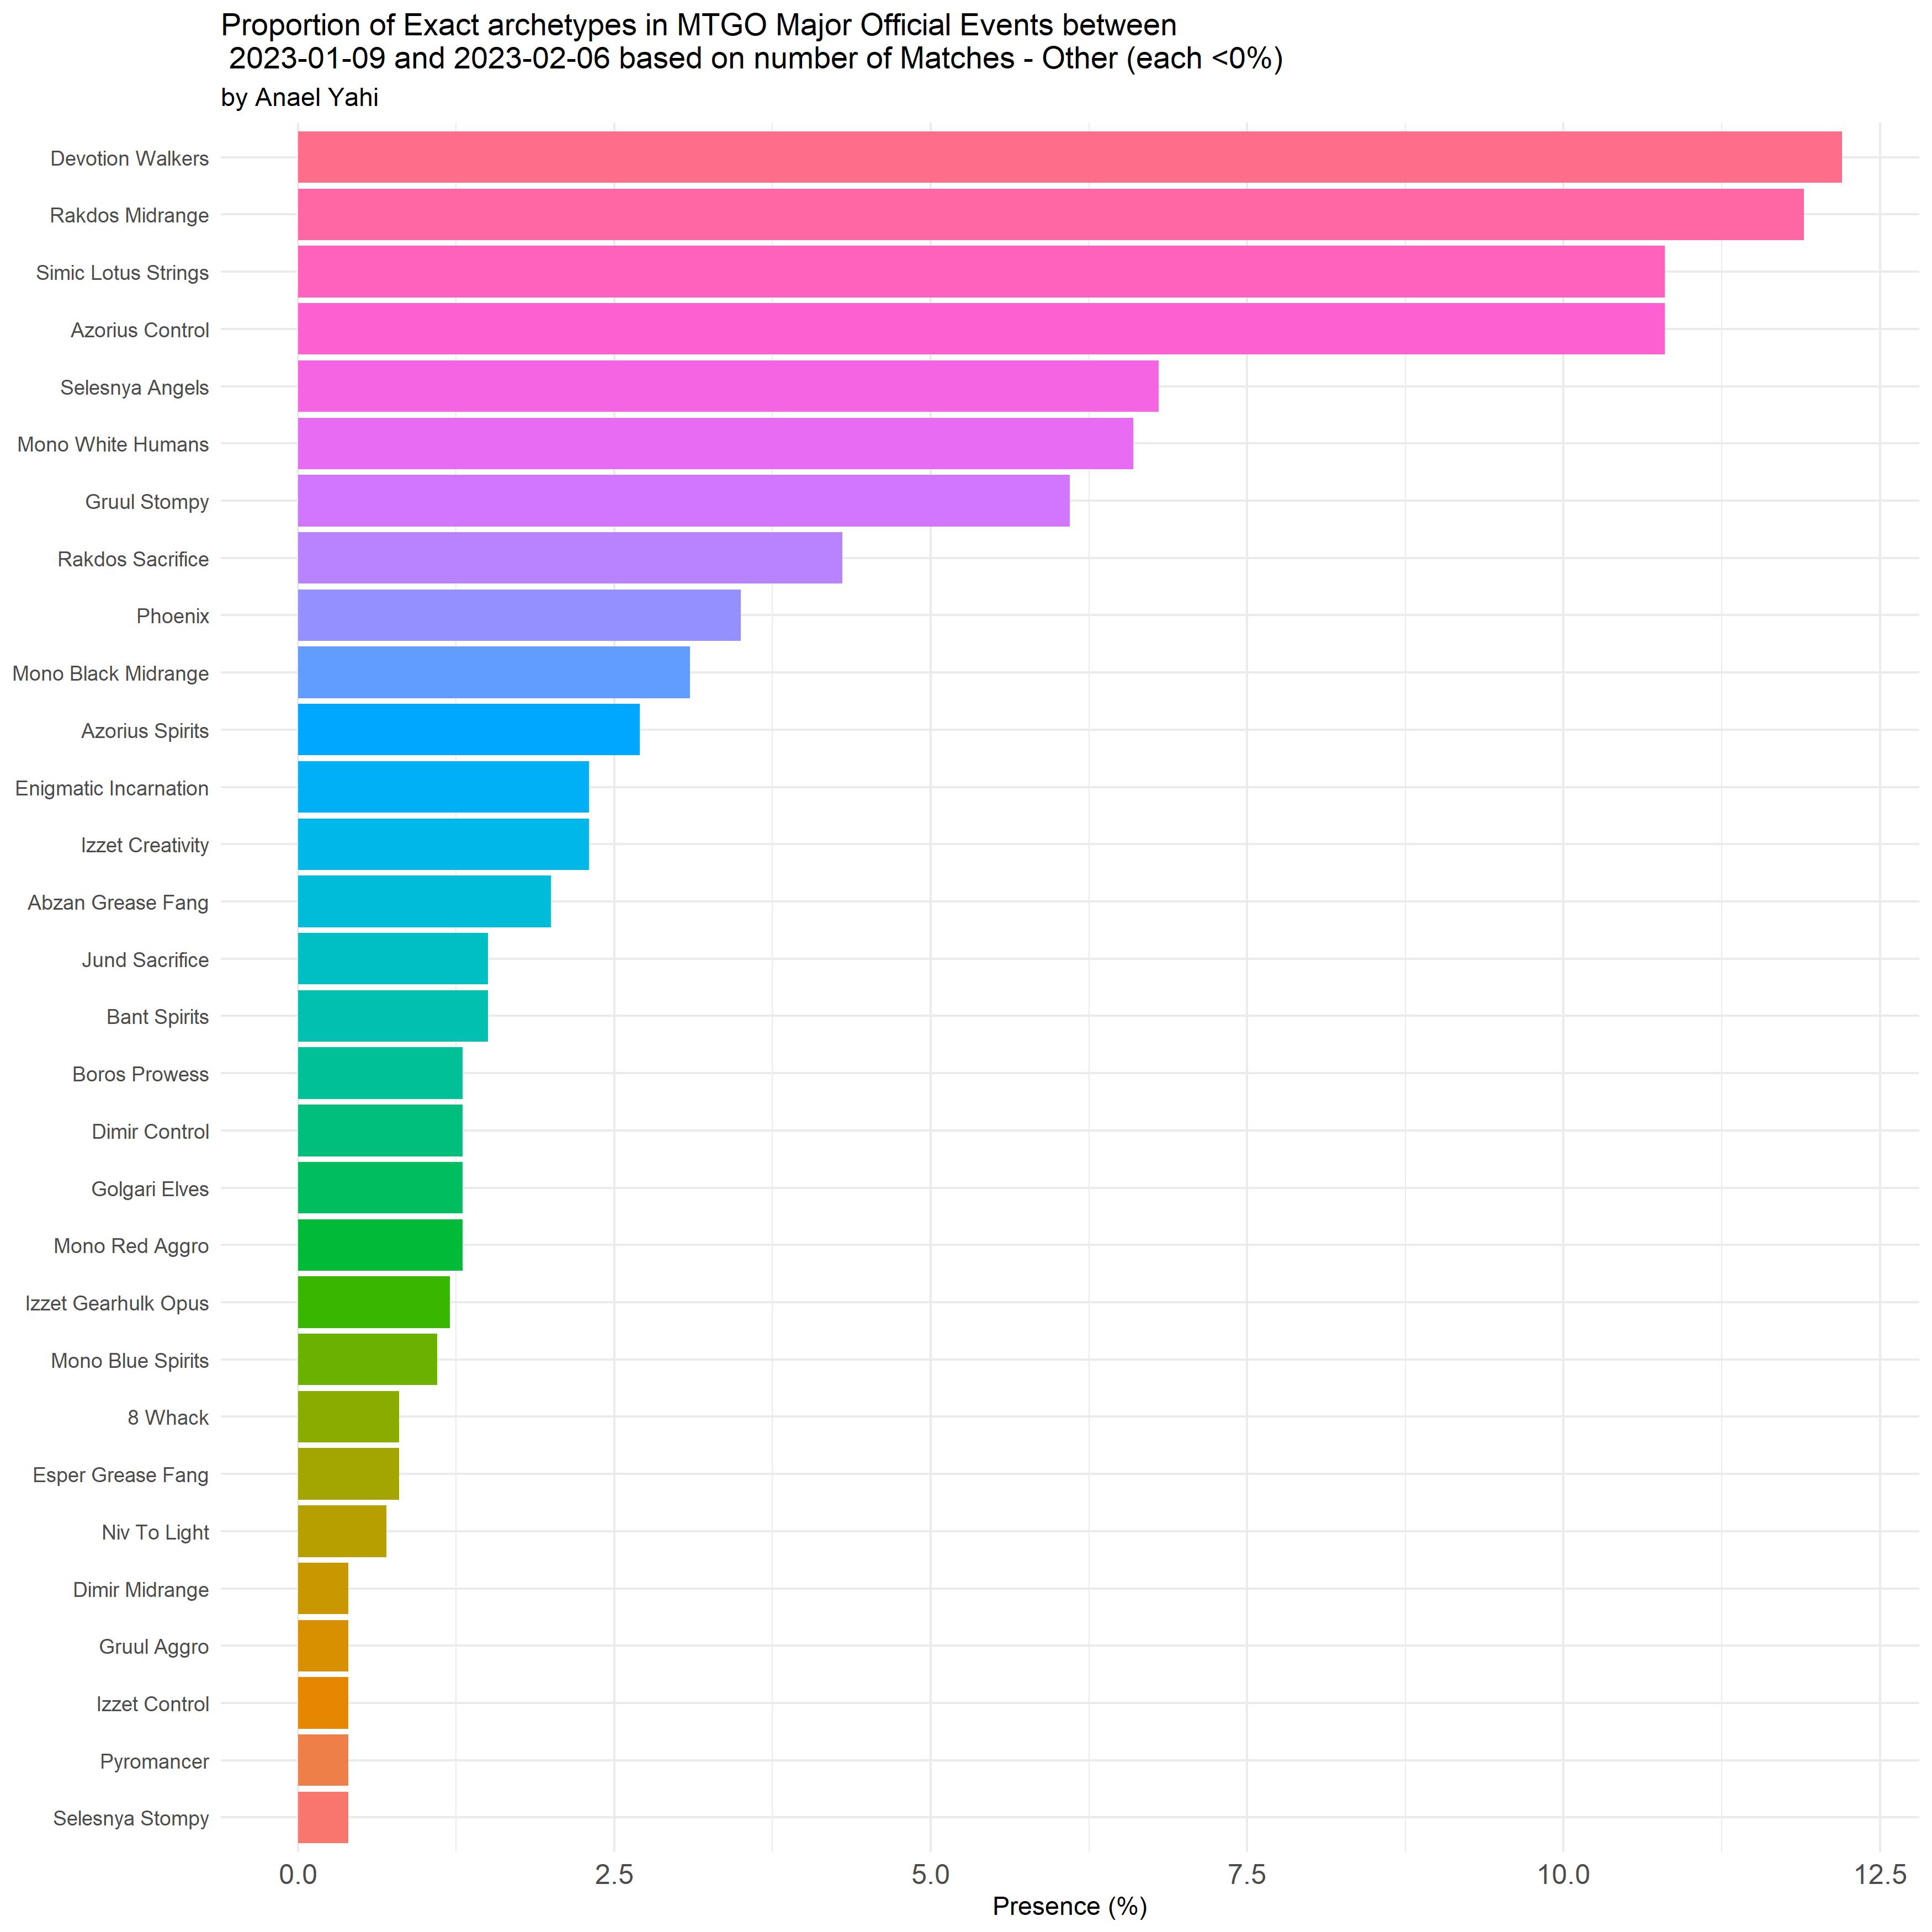 Proportion of Exact archetypes in MTGO Major Official Events between
2023-01-09 and 2023-02-06 based on number of Matches - Other (each <0%)
by Anael Yahi
Devotion Walkers
Rakdos Midrange
Simic Lotus Strings
Azorius Control
Selesnya Angels
Mono White Humans
Gruul Stompy
Rakdos Sacrifice
Phoenix
Mono Black Midrange
Azorius Spirits
Enigmatic Incarnation
Izzet Creativity
Abzan Grease Fang
Jund Sacrifice
Bant Spirits
Boros Prowess
Dimir Control
Golgari Elves
Mono Red Aggro
Izzet Gearhulk Opus
Mono Blue Spirits
8 Whack
Esper Grease Fang
Niv To Light
Dimir Midrange
Gruul Aggro
Izzet Control
Pyromancer
Selesnya Stompy
0.0 2.5 5.0 7.5 10.0 12.5
Presence (%)